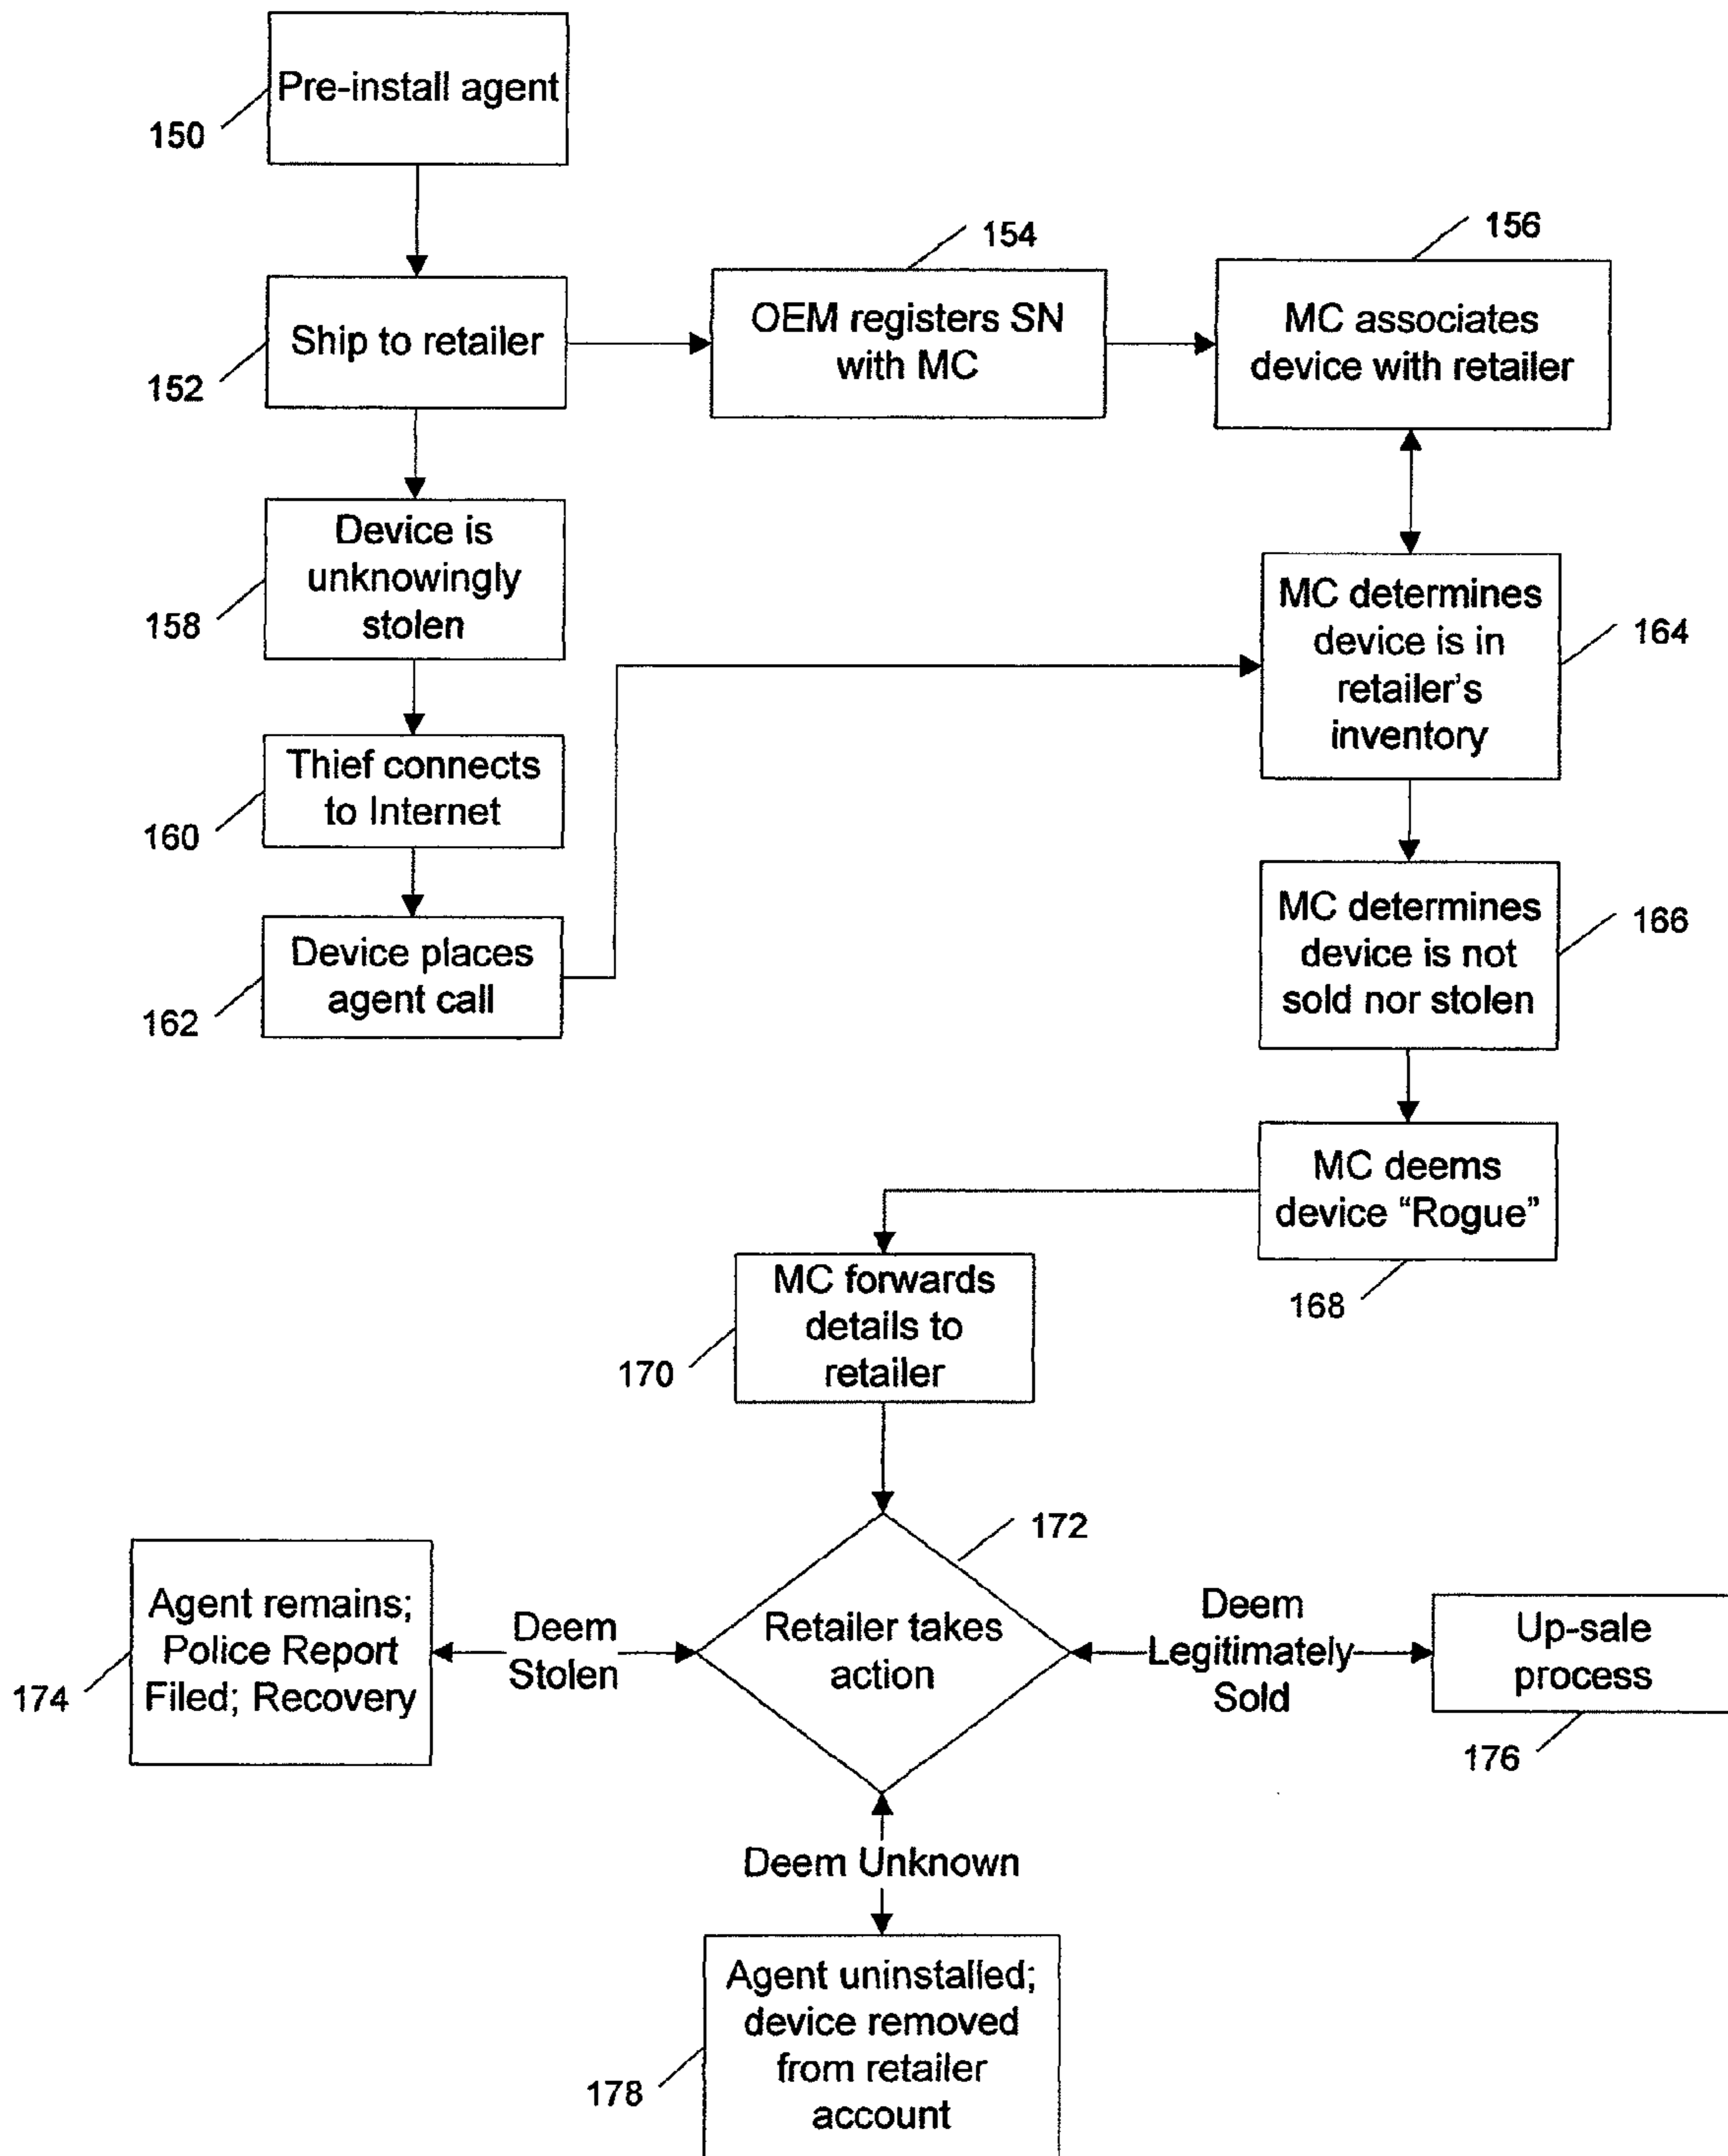 Pre-install agent
150
154
156
Ship to retailer
152
OEM registers SN
with MC
MC associates
device with retailer
Device is
unknowingly
stolen
158
MC determines
device is in
retailer's
inventory
164
Thief connects
to Internet
160
Device places
agent call
162
MC determines
device is not
sold nor stolen
166
MC deems
device “Rogue”
168
MC forwards
details to
retailer
170
172
Retailer takes
action
Deem
Stolen
Agent remains;
Police Report
Filed; Recovery
174
Deem
Legitimately
Sold
Up-sale
process
176
Deem Unknown
Agent uninstalled;
device removed
from retailer
account
178